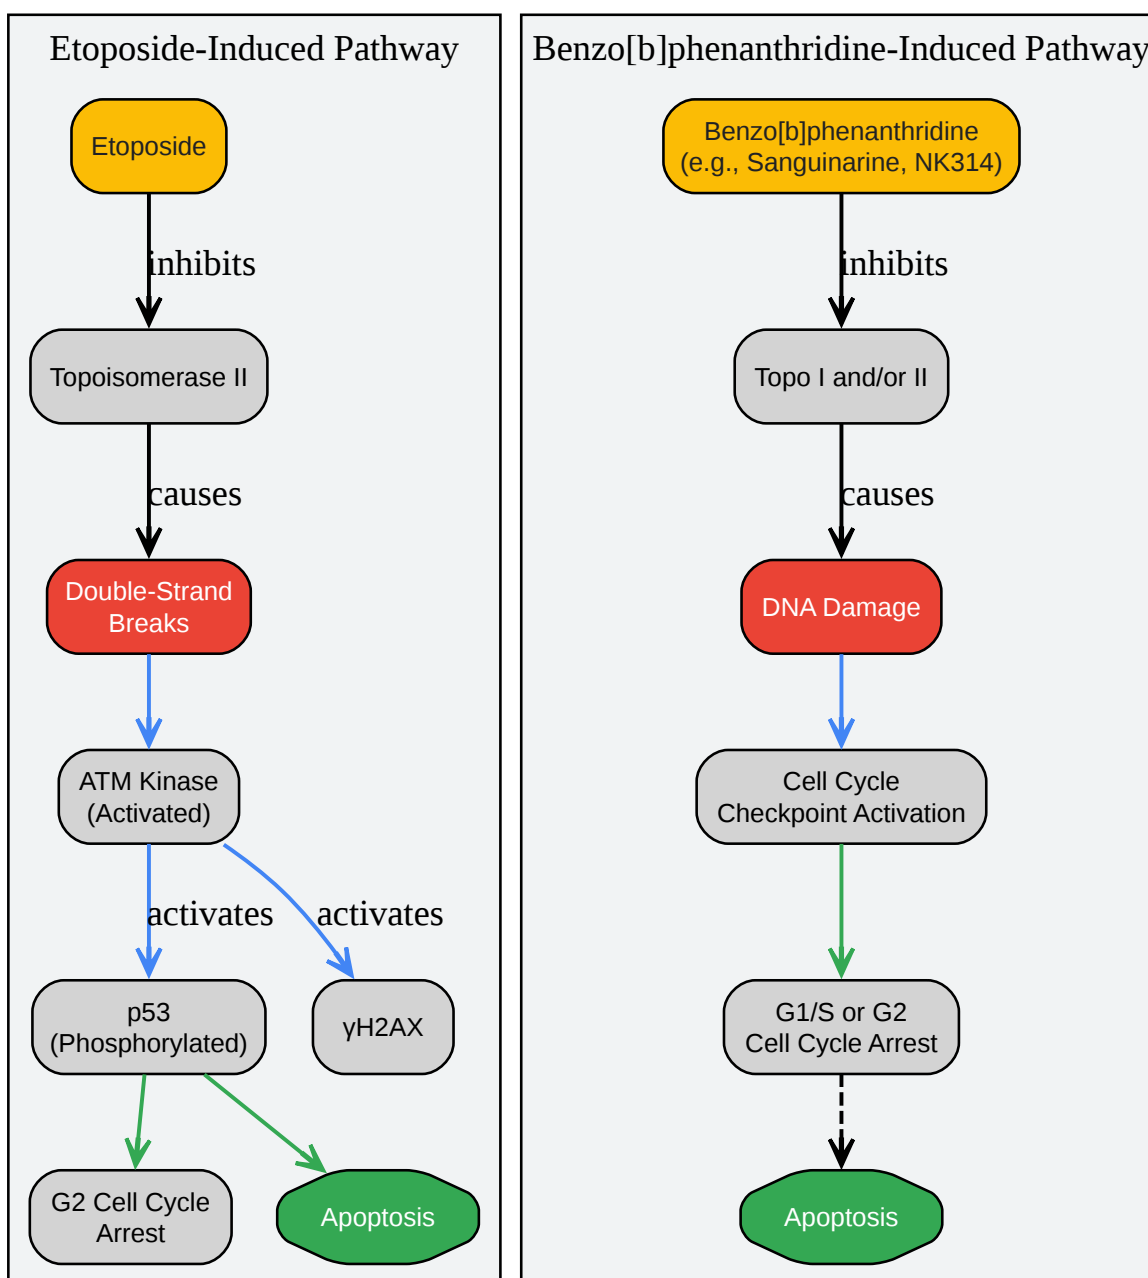 Etoposide-Induced Pathway
Etoposide
inhibits
Topoisomerase II
causes
Double-Strand
Breaks
ATM Kinase
(Activated)
activates
activates
p53
(Phosphorylated)
γH2AX
G2 Cell Cycle
Arrest
Apoptosis
Benzo[b]phenanthridine-Induced Pathway
Benzo[b]phenanthridine
(e.g., Sanguinarine, NK314)
inhibits
Topo I and/or II
causes
DNA Damage
Cell Cycle
Checkpoint Activation
G1/S or G2
Cell Cycle Arrest
Apoptosis